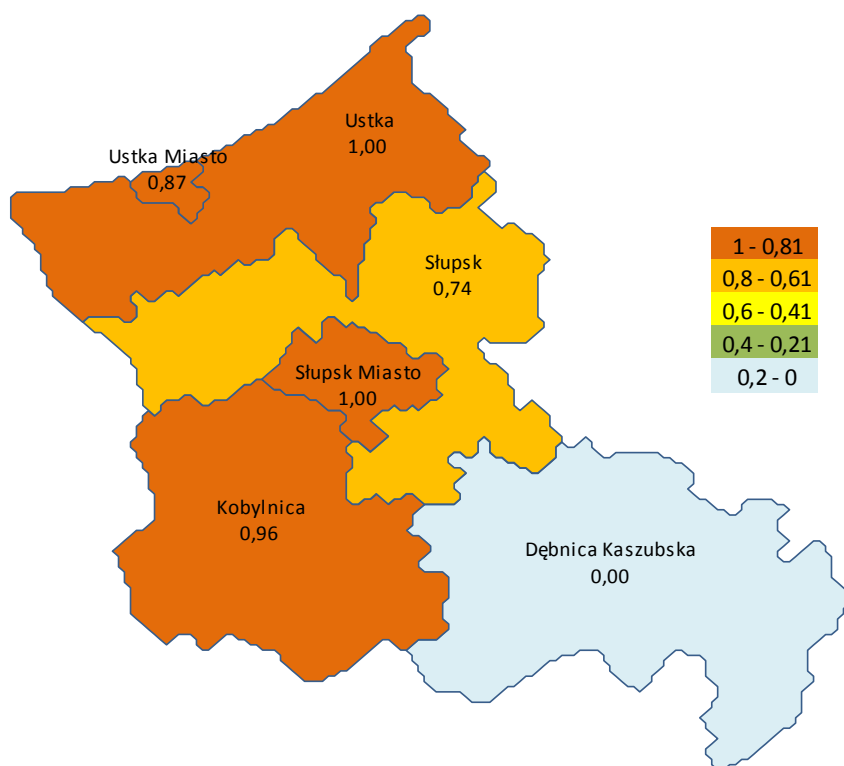 Ustka
1,00
Ustka Miasto
0,87
Słupsk
0,74
Słupsk Miasto
1,00
Kobylnica
0,96
Dębnica Kaszubska
0,00
1 - 0,81
0,8 - 0,61
0,6 - 0,41
0,4 - 0,21
0,2 - 0